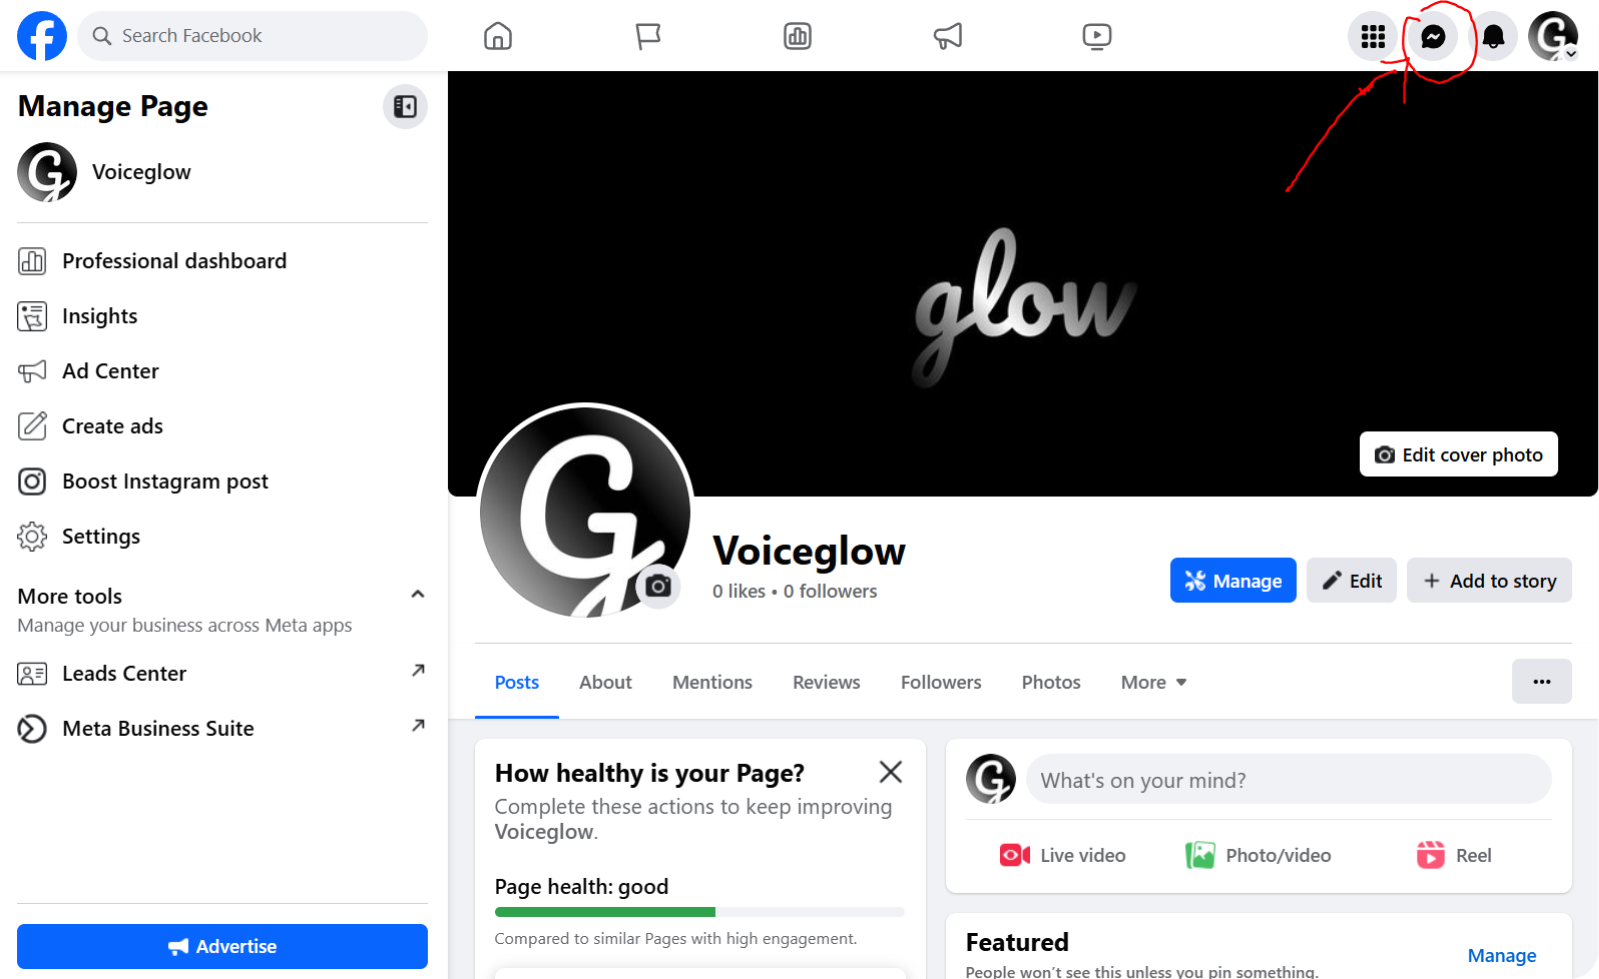 Search Facebook
Manage Page
Voiceglow
Professional dashboard
Insights
Ad Center
Create ads
Boost Instagram post
Settings
More tools
Manage your business across Meta apps
Leads Center
Meta Business Suite
Advertise
glow
Edit cover photo
G
Voiceglow
0 likes • 0 followers
Manage
Edit
+ Add to story
Posts About Mentions Reviews Followers Photos More
How healthy is your Page?
Complete these actions to keep improving
Voiceglow.
Page health: good
Compared to similar Pages with high engagement.
What's on your mind?
Live video
Photo/video
Reel
Featured
Manage
People won't see this unless you pin something.